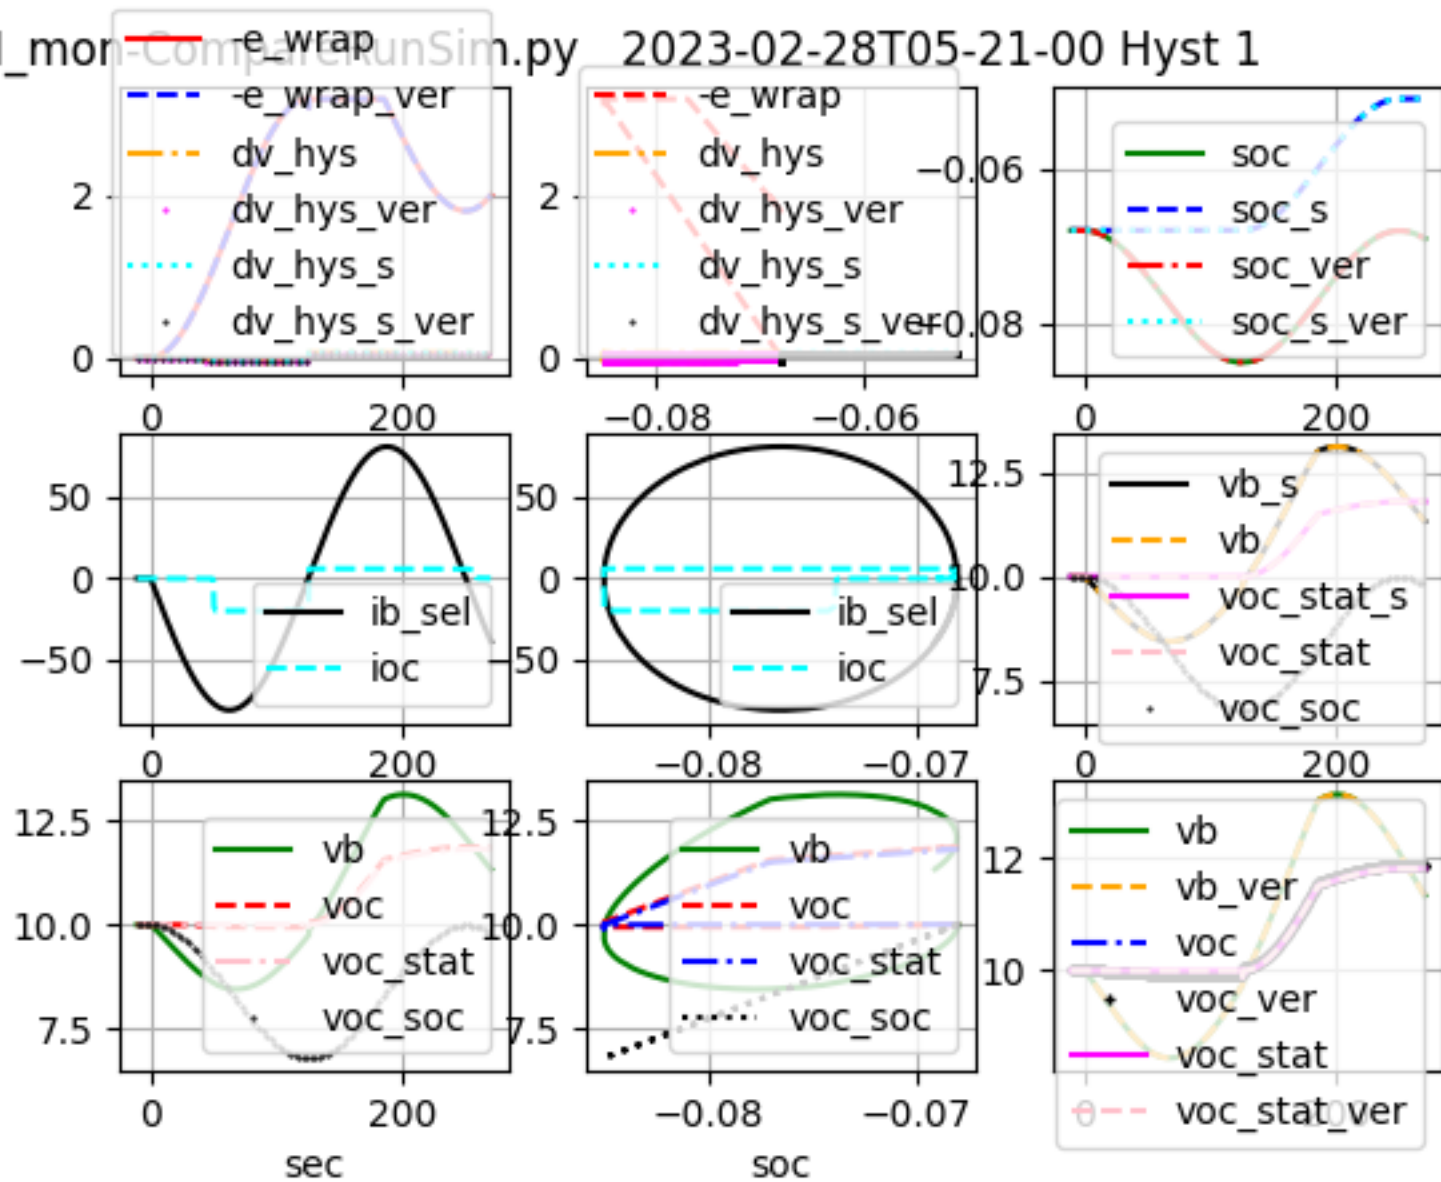 _mon-CompareRunSim.py 2023-02-28T05-21-00 Hyst 1
-e_wrap
-e_wrap_ver
dv_hys
dv_hys_ver
dv_hys_s
dv_hys_s_ver
2
0
0 200
-e_wrap
dv_hys
dv_hys_ver
dv_hys_s
dv_hys_s_ver
2
0
−0.08 −0.06
soc
soc_s
soc_ver
soc_s_ver
−0.06
−0.08
0 200
ib_sel
ioc
50
0
−50
0 200
ib_sel
ioc
50
0
−50
−0.08 −0.07
vb_s
vb
voc_stat_s
voc_stat
voc_soc
12.5
10.0
7.5
0 200
vb
voc
voc_stat
voc_soc
12.5
10.0
7.5
0 200
sec
vb
voc
voc_stat
voc_soc
12.5
10.0
7.5
−0.08 −0.07
soc
vb
vb_ver
voc
voc_ver
voc_stat
voc_stat_ver
12
10
0 200